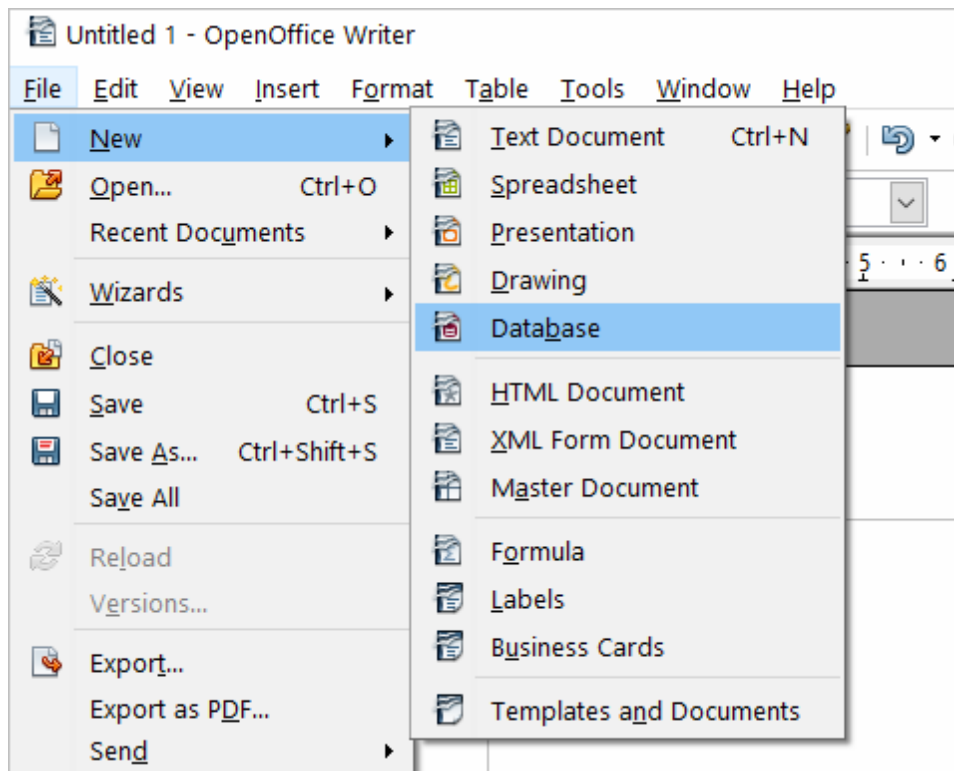 Untitled 1 - OpenOffice Writer
File Edit View Insert Format Table Tools Window Help
New
Open... Ctrl+O
Recent Documents
Wizards
Close
Save Ctrl+S
Save As... Ctrl+Shift+S
Save All
Reload
Versions...
Export...
Export as PDF...
Send
Text Document Ctrl+N
Spreadsheet
Presentation
Drawing
Database
HTML Document
XML Form Document
Master Document
Formula
Labels
Business Cards
Templates and Documents
5 6